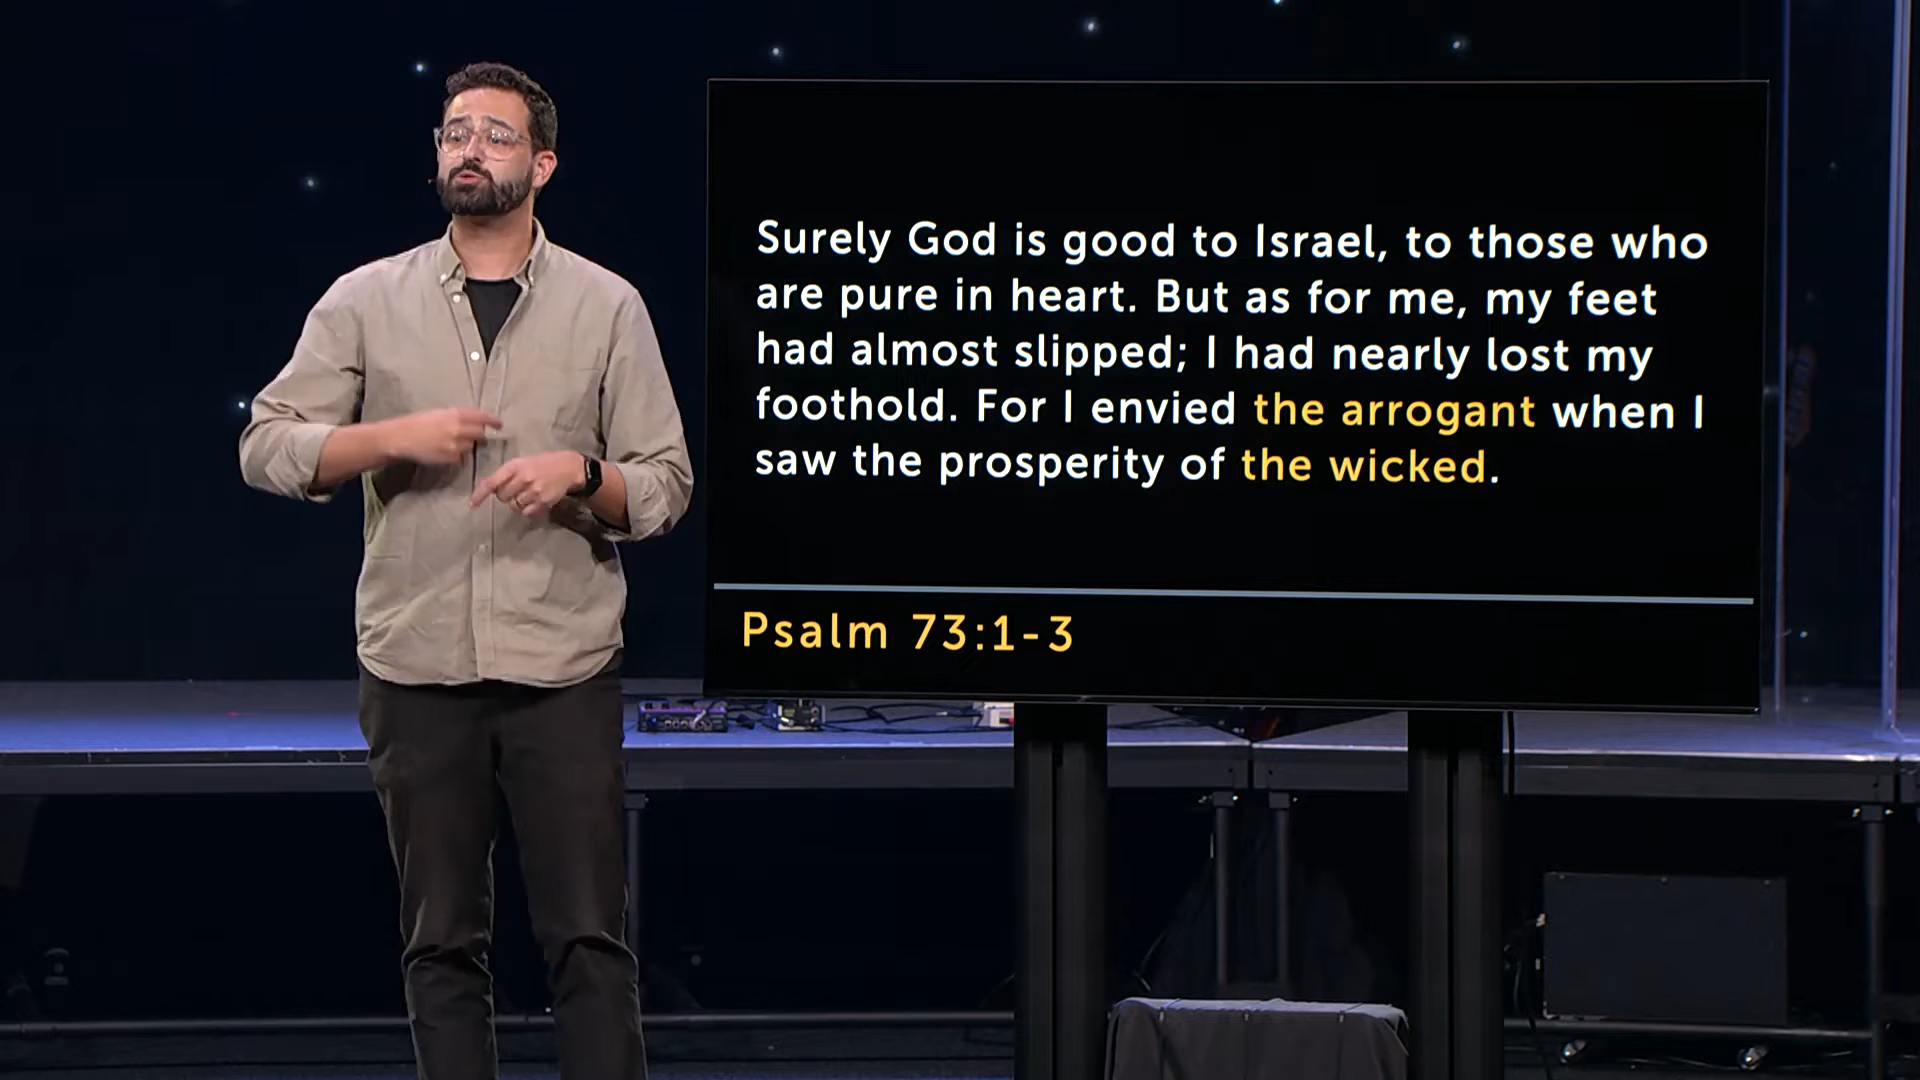 Surely God is good to Israel, to those who
are pure in heart. But as for me, my feet
had almost slipped; I had nearly lost my
foothold. For I envied the arrogant when I
saw the prosperity of the wicked.
Psalm 73:1-3